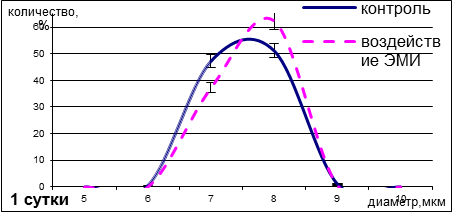 количество,
%
контроль
воздейств
ие ЭМИ
60
50
40
30
20
10
0
5 6 7 8 9 10
1 сутки
диаметр,мкм